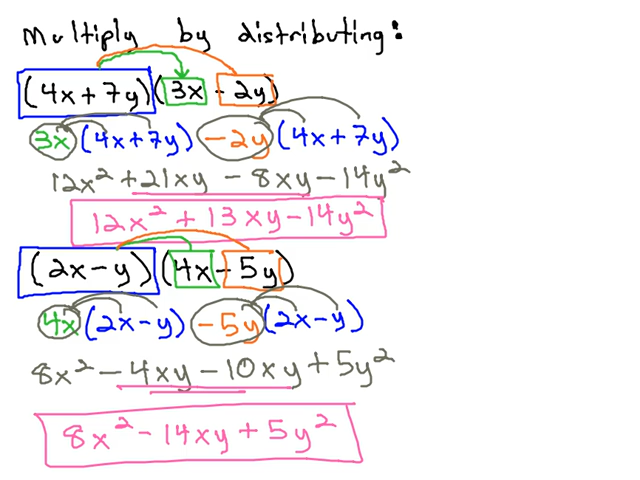 Multiply by distributing:
(4x+7y)(3x-2y)
3x(4x+7y) -2y(4x+7y)
12x² +21xy - 8xy - 14y²
12x² + 13xy - 14y²
(2x-y)(4x-5y)
4x(2x-y) -5y(2x-y)
8x² - 4xy - 10xy + 5y²
8x² - 14xy + 5y²